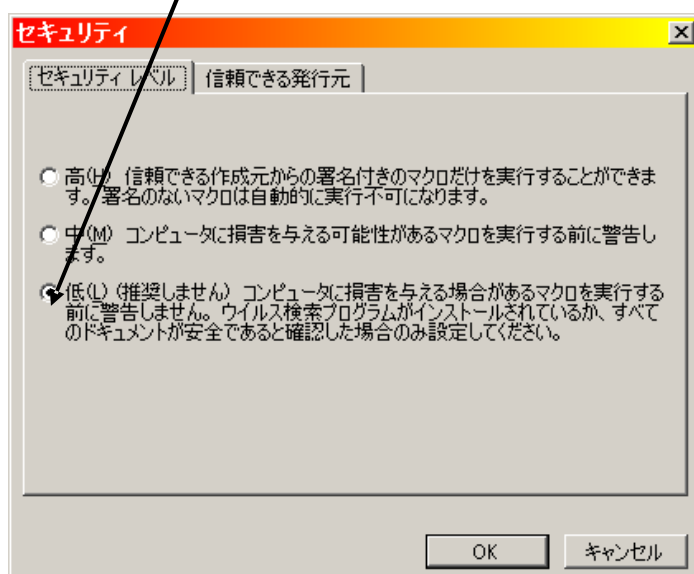 セキュリティ
セキュリティ レベル 信頼できる発行元
高(H) 信頼できる作成元からの署名付きのマクロだけを実行することができま
す。署名のないマクロは自動的に実行不可になります。
中(M) コンピュータに損害を与える可能性があるマクロを実行する前に警告し
ます。
低(L) (推奨しません) コンピュータに損害を与える場合があるマクロを実行する
前に警告しません。ウイルス検索プログラムがインストールされているか、すべて
のドキュメントが安全であると確認した場合のみ設定してください。
OK キャンセル